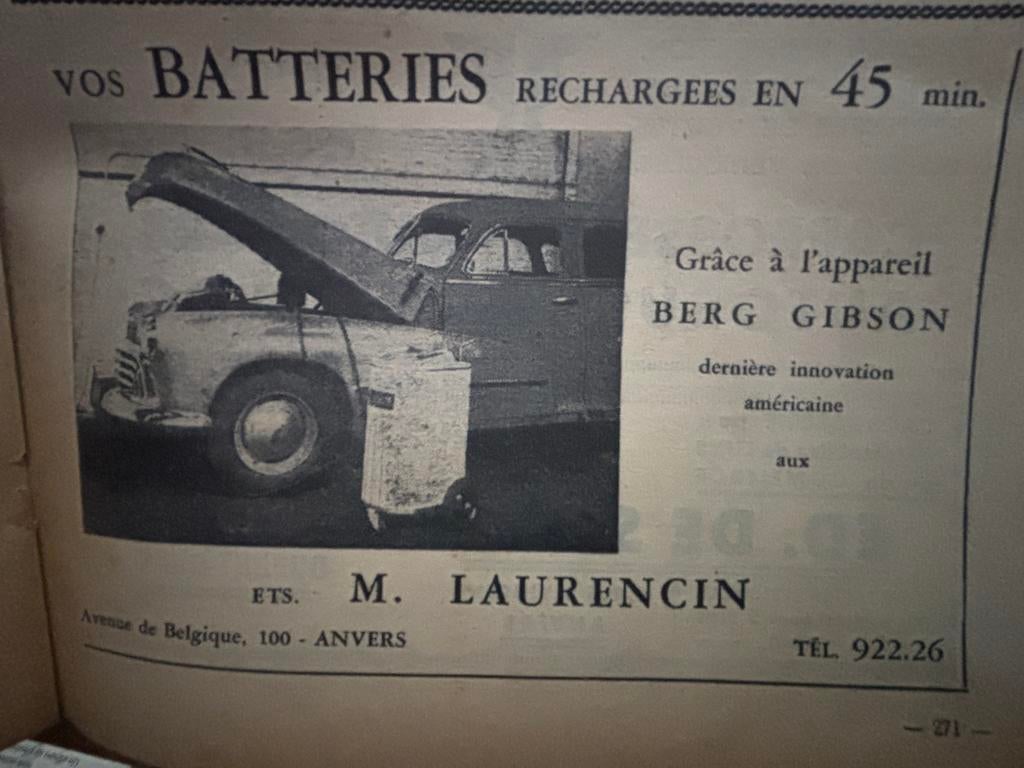 VOS BATTERIES RECHARGEES EN 45 min.
Grâce à l'appareil
BERG GIBSON
dernière innovation
américaine
aux
ETS. M. LAURENCIN
Avenue de Belgique, 100 - ANVERS
TÉL. 922.26
— 271 —